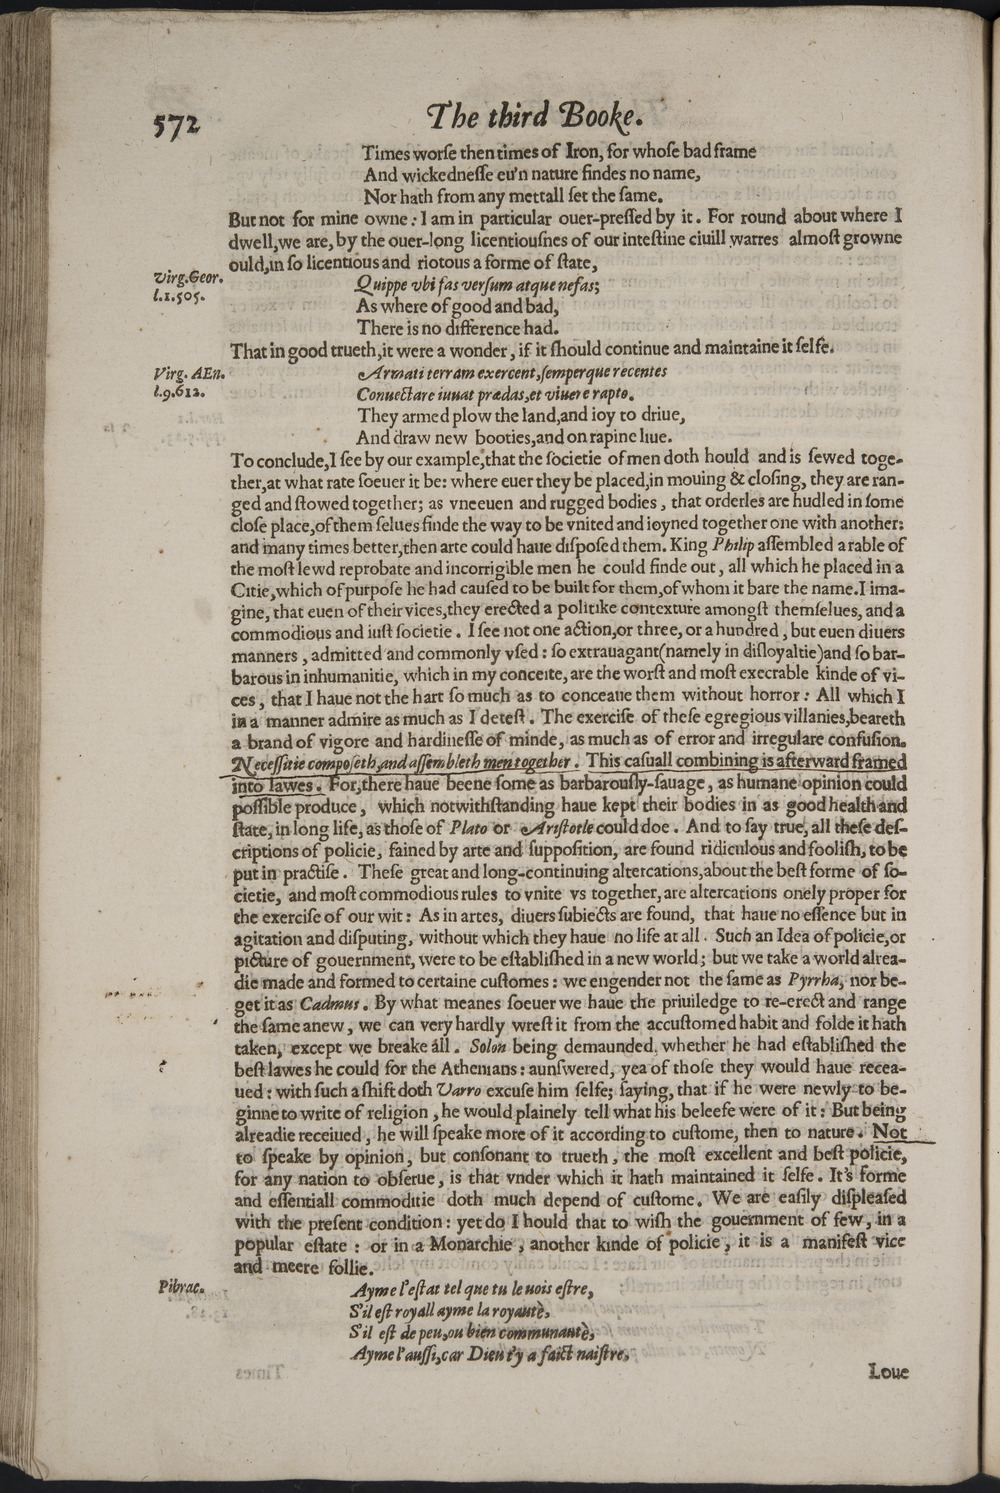 572
The third Booke.
Times worſe then times of Iron, for whoſe bad frame
And wickedneſſe eu'n nature findes no name,
Nor hath from any mettall ſet the ſame.
But not for mine owne: I am in particular ouer-preſſed by it. For round about where I
dwell, we are, by the ouer-long licentiouſnes of our inteſtine ciuill warres almoſt growne
ould, in ſo licentious and riotous a forme of ſtate,
Virg. Geor.
l.1.505.
Quippe vbi fas verſum atque nefas;
As where of good and bad,
There is no difference had.
That in good trueth, it were a wonder, if it ſhould continue and maintaine it ſelfe.
Virg. AEn.
l.9.612.
Armati terram exercent, ſemperque recentes
Conuectare iuuat prædas, et viuere rapto.
They armed plow the land, and ioy to driue,
And draw new booties, and on rapine liue.
To conclude, I ſee by our example, that the ſocietie of men doth hould and is ſewed toge-
ther, at what rate ſoeuer it be: where euer they be placed, in mouing & cloſing, they are ran-
ged and ſtowed together; as vneeuen and rugged bodies, that orderles are hudled in ſome
cloſe place, of them ſelues finde the way to be vnited and ioyned together one with another:
and many times better, then arte could haue diſpoſed them. King Philip aſſembled a rable of
the moſt lewd reprobate and incorrigible men he could finde out, all which he placed in a
Citie, which of purpoſe he had cauſed to be built for them, of whom it bare the name. I ima-
gine, that euen of their vices, they erected a politike contexture amongſt themſelues, and a
commodious and iuſt ſocietie. I ſee not one action, or three, or a hundred, but euen diuers
manners, admitted and commonly vſed: ſo extrauagant (namely in diſloyaltie) and ſo bar-
barous in inhumanitie, which in my conceite, are the worſt and moſt execrable kinde of vi-
ces, that I haue not the hart ſo much as to conceaue them without horror: All which I
in a manner admire as much as I deteſt. The exerciſe of theſe egregious villanies, beareth
a brand of vigore and hardineſſe of minde, as much as of error and irregulare confuſion.
Neceſſitie compoſeth, and aſſembleth men together. This caſuall combining is afterward framed
into lawes. For, there haue beene ſome as barbarouſly-ſauage, as humane opinion could
poſſible produce, which notwithſtanding haue kept their bodies in as good health and
ſtate, in long life, as thoſe of Plato or Ariſtotle could doe. And to ſay true, all theſe deſ-
criptions of policie, fained by arte and ſuppoſition, are found ridiculous and fooliſh, to be
put in practiſe. Theſe great and long-continuing altercations, about the beſt forme of ſo-
cietie, and moſt commodious rules to vnite vs together, are altercations onely proper for
the exerciſe of our wit: As in artes, diuers ſubiects are found, that haue no eſſence but in
agitation and diſputing, without which they haue no life at all. Such an Idea of policie, or
picture of gouernment, were to be eſtabliſhed in a new world; but we take a world alrea-
die made and formed to certaine cuſtomes: we engender not the ſame as Pyrrha, nor be-
get it as Cadmus. By what meanes ſoeuer we haue the priuiledge to re-erect and range
the ſame anew, we can very hardly wreſt it from the accuſtomed habit and folde it hath
taken, except we breake all. Solon being demaunded, whether he had eſtabliſhed the
beſt lawes he could for the Athenians: aunſwered, yea of thoſe they would haue recea-
ued: with ſuch a ſhift doth Varro excuſe him ſelfe; ſaying, that if he were newly to be-
ginne to write of religion, he would plainely tell what his beleefe were of it: But being
alreadie receiued, he will ſpeake more of it according to cuſtome, then to nature. Not
to ſpeake by opinion, but conſonant to trueth, the moſt excellent and beſt policie,
for any nation to obſerue, is that vnder which it hath maintained it ſelfe. It's forme
and eſſentiall commoditie doth much depend of cuſtome. We are eaſily diſpleaſed
with the preſent condition: yet do I hould that to wiſh the gouernment of few, in a
popular eſtate: or in a Monarchie, another kinde of policie, it is a manifeſt vice
and meere follie.
Pibrac.
Ayme l'eſtat tel que tu le uois eſtre,
S'il eſt royall ayme la royautè,
S'il eſt de peu, ou bien communautè,
Ayme l'auſſi, car Dieu t'y a faict naiſtre.
Loue